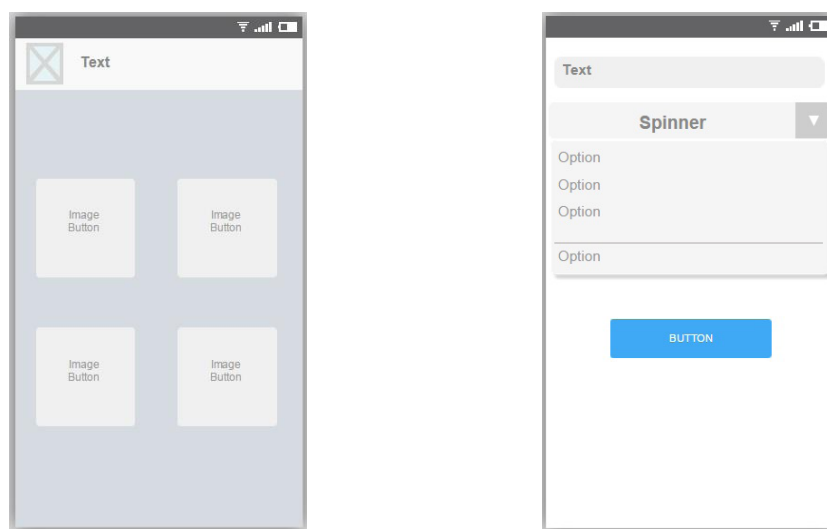 Text
Image
Button
Image
Button
Image
Button
Image
Button
Text
Spinner
Option
Option
Option
Option
BUTTON